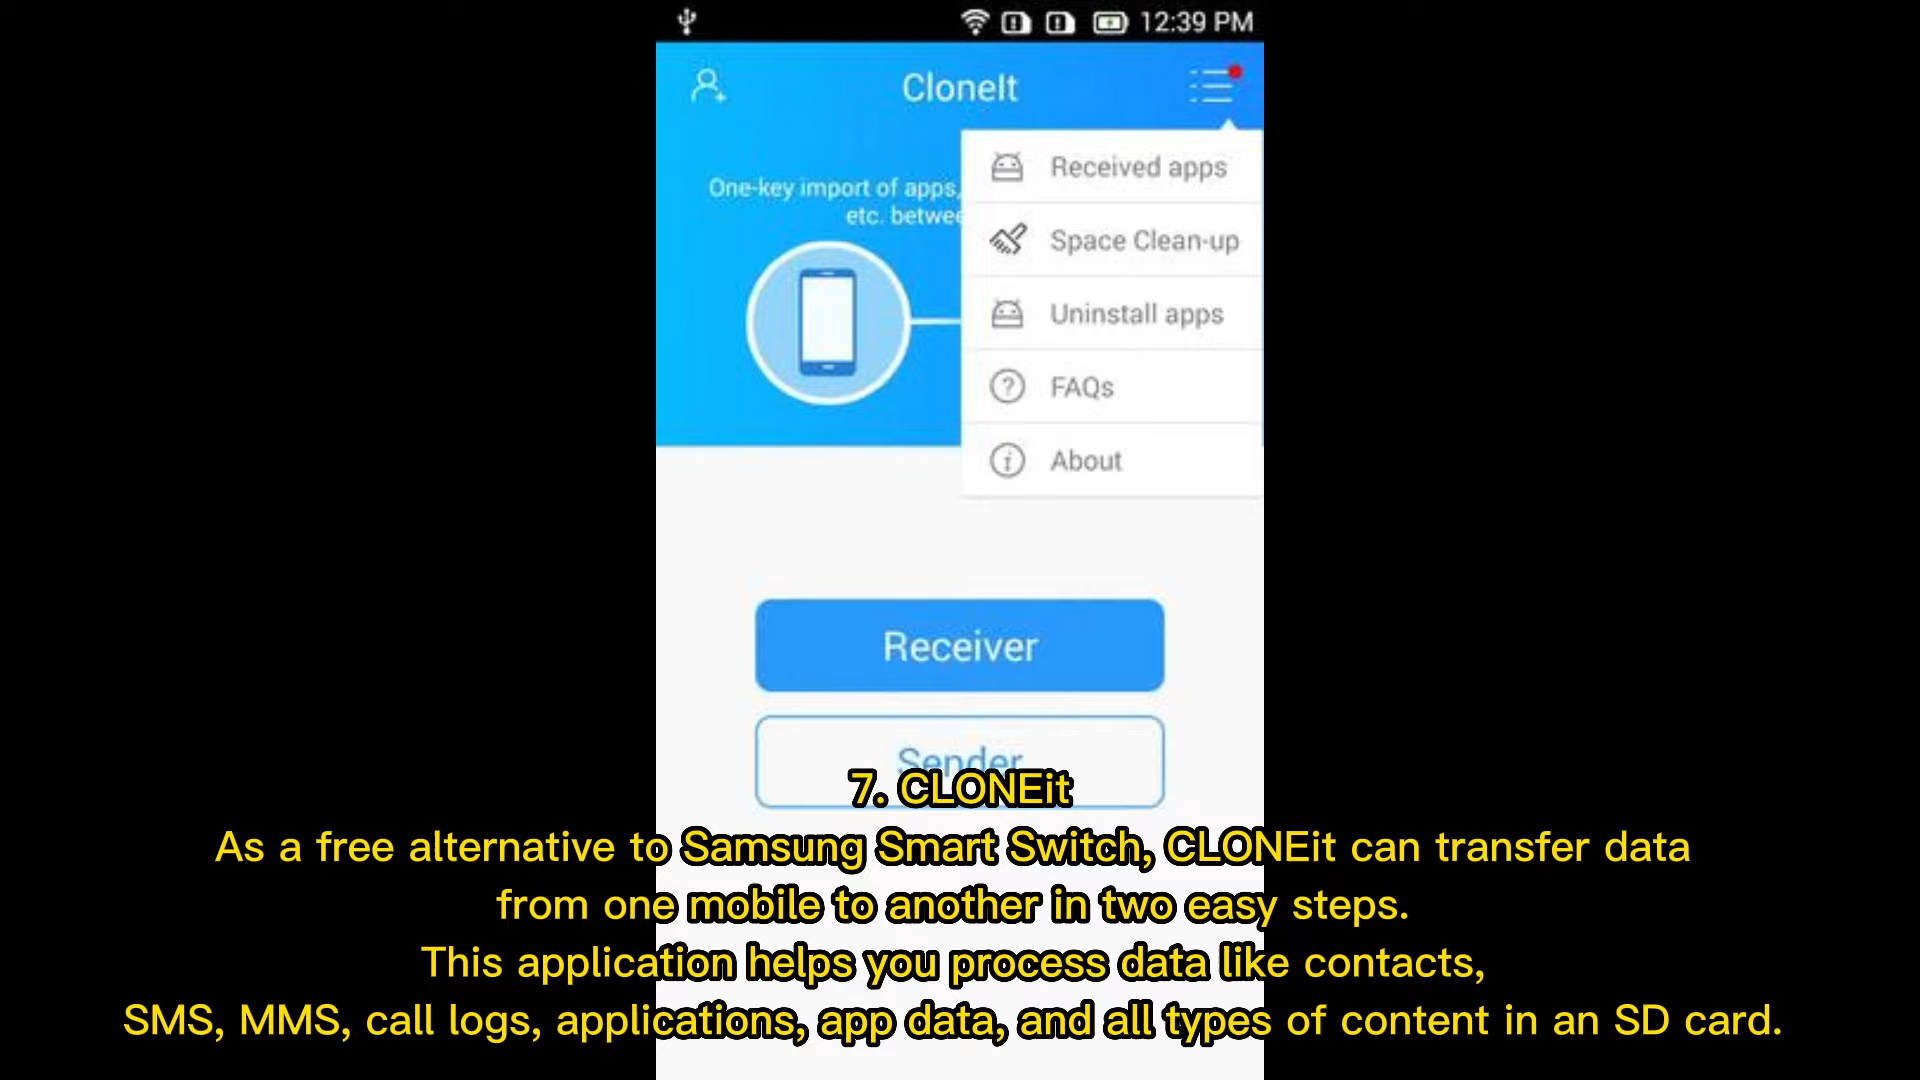 12:39 PM
CloneIt
One-key import of apps,
etc. betwee
Received apps
Space Clean-up
Uninstall apps
FAQs
About
Receiver
Sender
7. CLONEit
As a free alternative to Samsung Smart Switch, CLONEit can transfer data
from one mobile to another in two easy steps.
This application helps you process data like contacts,
SMS, MMS, call logs, applications, app data, and all types of content in an SD card.